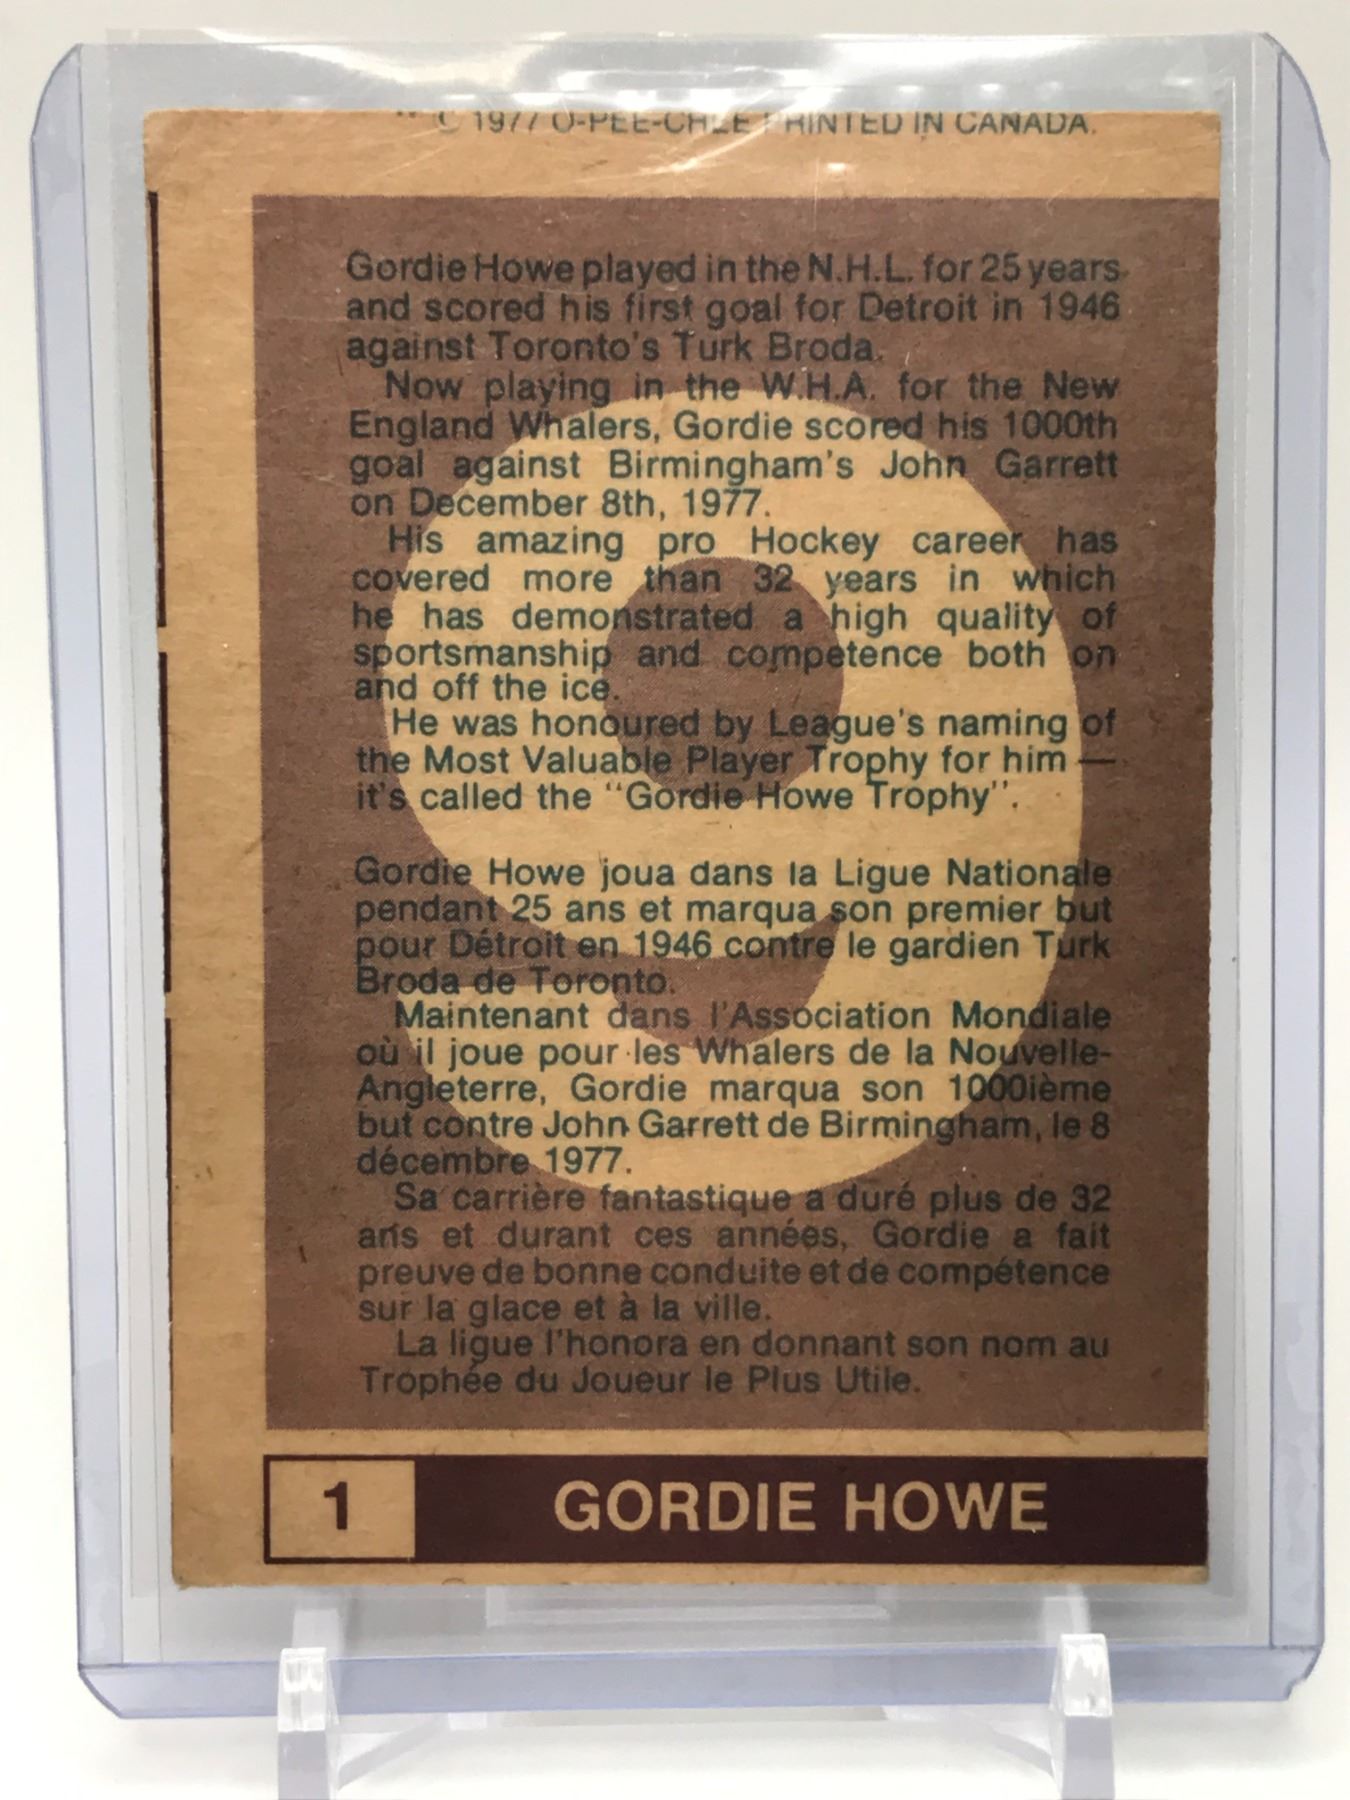 © 1977 O-PEE-CHEE PRINTED IN CANADA.
Gordie Howe played in the N.H.L. for 25 years
and scored his first goal for Detroit in 1946
against Toronto's Turk Broda.
Now playing in the W.H.A. for the New
England Whalers, Gordie scored his 1000th
goal against Birmingham's John Garrett
on December 8th, 1977.
His amazing pro Hockey career has
covered more than 32 years in which
he has demonstrated a high quality of
sportsmanship and competence both on
and off the ice.
He was honoured by League's naming of
the Most Valuable Player Trophy for him —
it's called the "Gordie Howe Trophy".
Gordie Howe joua dans la Ligue Nationale
pendant 25 ans et marqua son premier but
pour Détroit en 1946 contre le gardien Turk
Broda de Toronto.
Maintenant dans l'Association Mondiale
où il joue pour les Whalers de la Nouvelle-
Angleterre, Gordie marqua son 1000ième
but contre John Garrett de Birmingham, le 8
décembre 1977.
Sa carrière fantastique a duré plus de 32
ans et durant ces années, Gordie a fait
preuve de bonne conduite et de compétence
sur la glace et à la ville.
La ligue l'honora en donnant son nom au
Trophée du Joueur le Plus Utile.
9
1 GORDIE HOWE